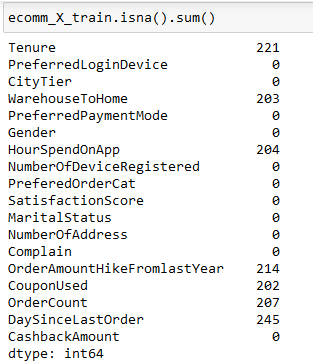 ecomm_X_train.isna().sum()
Tenure 221
PreferredLoginDevice 0
CityTier 0
WarehouseToHome 203
PreferredPaymentMode 0
Gender 0
HourSpendOnApp 204
NumberOfDeviceRegistered 0
PreferedOrderCat 0
SatisfactionScore 0
MaritalStatus 0
NumberOfAddress 0
Complain 0
OrderAmountHikeFromlastYear 214
CouponUsed 202
OrderCount 207
DaySinceLastOrder 245
CashbackAmount 0
dtype: int64